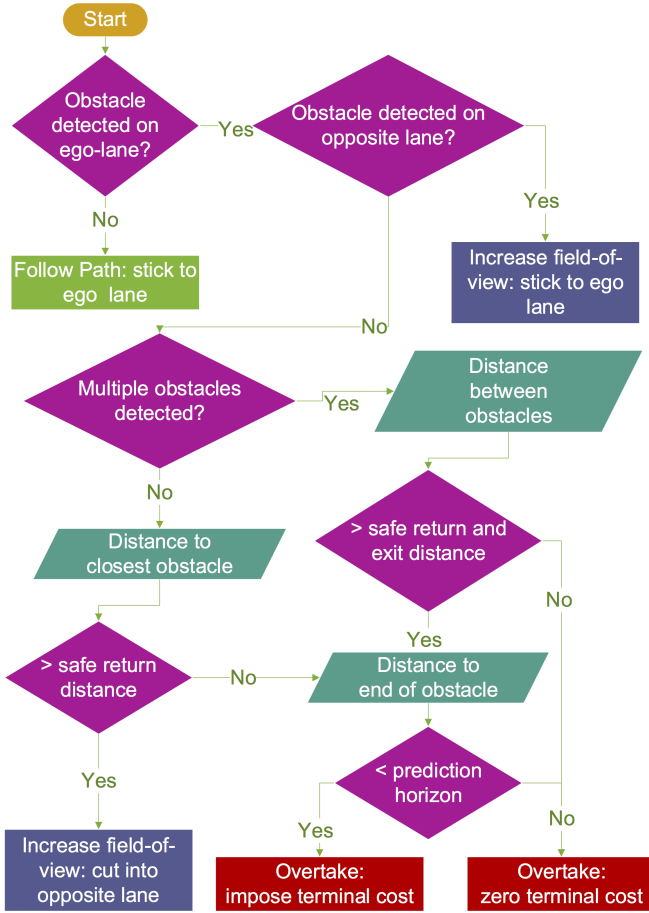 Start
Obstacle
detected on
ego-lane?
Yes
Obstacle detected on
opposite lane?
No
Yes
Follow Path: stick to
ego lane
Increase field-of-
view: stick to ego
lane
No
Multiple obstacles
detected?
Yes
Distance
between
obstacles
No
Distance to
closest obstacle
> safe return and
exit distance
No
Yes
> safe return
distance
No
Distance to
end of obstacle
Yes
< prediction
horizon
Yes
No
Increase field-of-
view: cut into
opposite lane
Overtake:
impose terminal cost
Overtake:
zero terminal cost